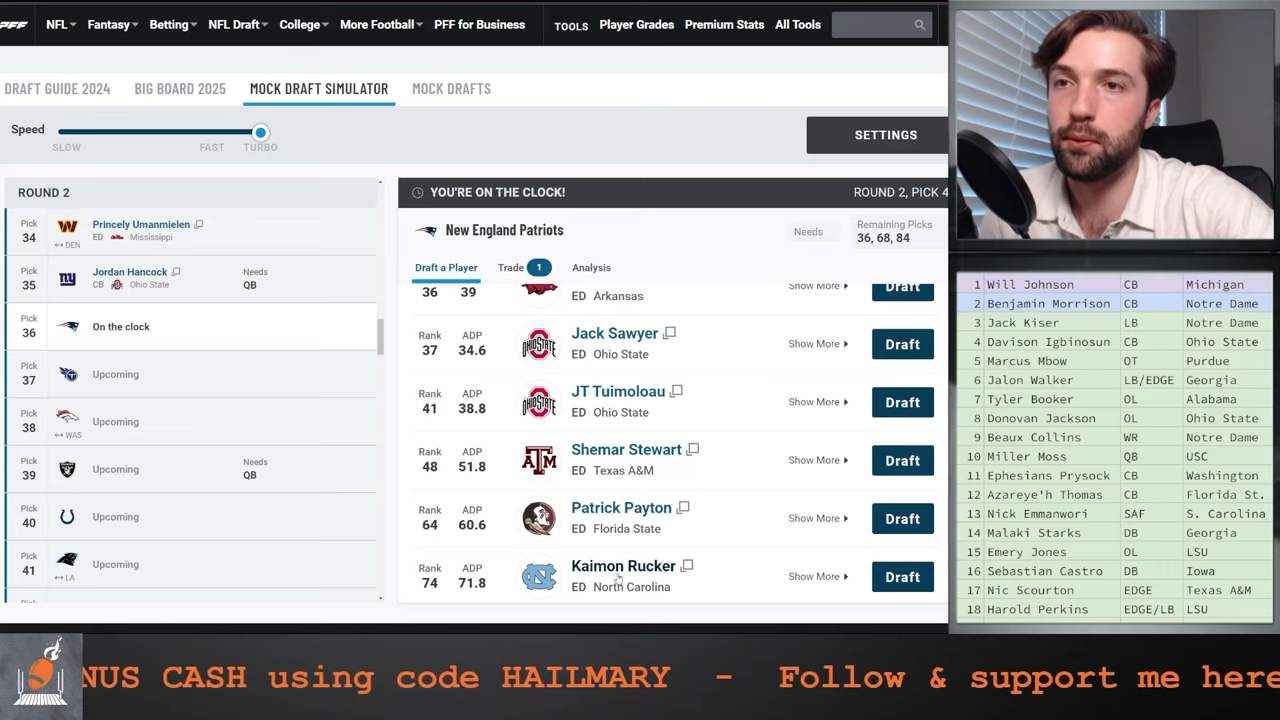 PFF NFL Fantasy Betting NFL Draft College More Football PFF for Business TOOLS Player Grades Premium Stats All Tools
DRAFT GUIDE 2024 BIG BOARD 2025 MOCK DRAFT SIMULATOR MOCK DRAFTS
Speed
SLOW FAST TURBO
SETTINGS
ROUND 2
Pick 34 DEN Princely Umanmielen
ED Mississippi
Pick 35 Jordan Hancock
CB Ohio State
Needs
QB
Pick 36 On the clock
Pick 37 Upcoming
Pick 38 WAS Upcoming
Pick 39 Upcoming
Needs
QB
Pick 40 Upcoming
Pick 41 LA Upcoming
YOU'RE ON THE CLOCK! ROUND 2, PICK 4
New England Patriots
Needs
Remaining Picks
36, 68, 84
Draft a Player Trade 1 Analysis
36 39 ED Arkansas Show More Draft
Rank 37 ADP 34.6 Jack Sawyer
ED Ohio State
Show More Draft
Rank 41 ADP 38.8 JT Tuimoloau
ED Ohio State
Show More Draft
Rank 48 ADP 51.8 Shemar Stewart
ED Texas A&M
Show More Draft
Rank 64 ADP 60.6 Patrick Payton
ED Florida State
Show More Draft
Rank 74 ADP 71.8 Kaimon Rucker
ED North Carolina
Show More Draft
1 Will Johnson CB Michigan
2 Benjamin Morrison CB Notre Dame
3 Jack Kiser LB Notre Dame
4 Davison Igbinosun CB Ohio State
5 Marcus Mbow OT Purdue
6 Jalon Walker LB/EDGE Georgia
7 Tyler Booker OL Alabama
8 Donovan Jackson OL Ohio State
9 Beaux Collins WR Notre Dame
10 Miller Moss QB USC
11 Ephesians Prysock CB Washington
12 Azareye'h Thomas CB Florida St.
13 Nick Emmanwori SAF S. Carolina
14 Malaki Starks DB Georgia
15 Emery Jones OL LSU
16 Sebastian Castro DB Iowa
17 Nic Scourton EDGE Texas A&M
18 Harold Perkins EDGE/LB LSU
NUS CASH using code HAILMARY - Follow & support me here